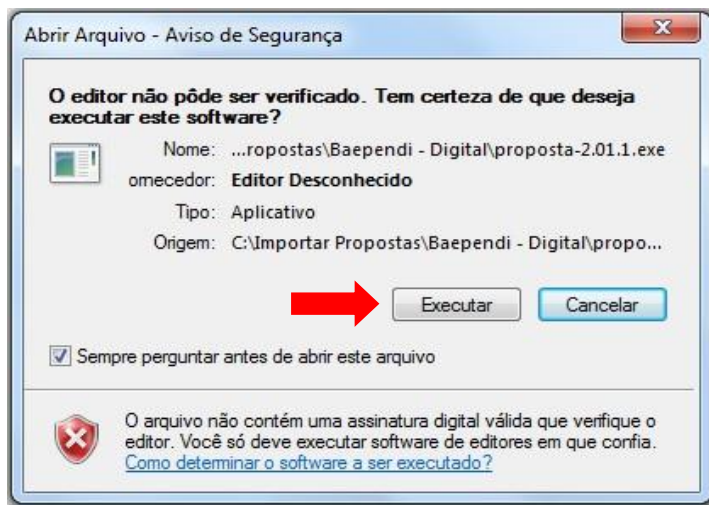 Abrir Arquivo - Aviso de Segurança
X
O editor não pôde ser verificado. Tem certeza de que deseja
executar este software?
Nome: ...ropostas\Baependi - Digital\proposta-2.01.1.exe
omecedor: Editor Desconhecido
Tipo: Aplicativo
Origem: C:\Importar Propostas\Baependi - Digital\propo...
Executar Cancelar
Sempre perguntar antes de abrir este arquivo
O arquivo não contém uma assinatura digital válida que verifique o
editor. Você só deve executar software de editores em que confia.
Como determinar o software a ser executado?